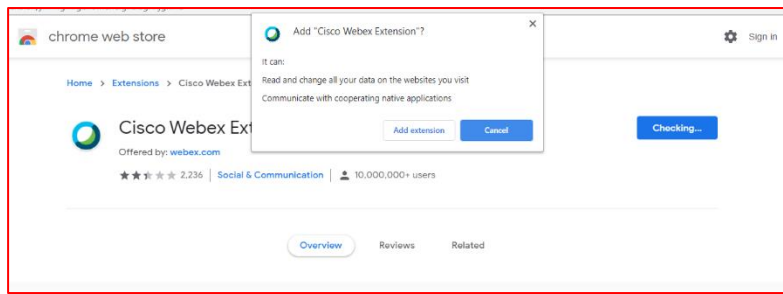 chrome web store
Add "Cisco Webex Extension"?
Sign in
It can:
Read and change all your data on the websites you visit
Communicate with cooperating native applications
Add extension
Cancel
Home > Extensions > Cisco Webex Ext
Cisco Webex Ext
Checking...
Offered by: webex.com
2,236 | Social & Communication | 10,000,000+ users
Overview
Reviews
Related